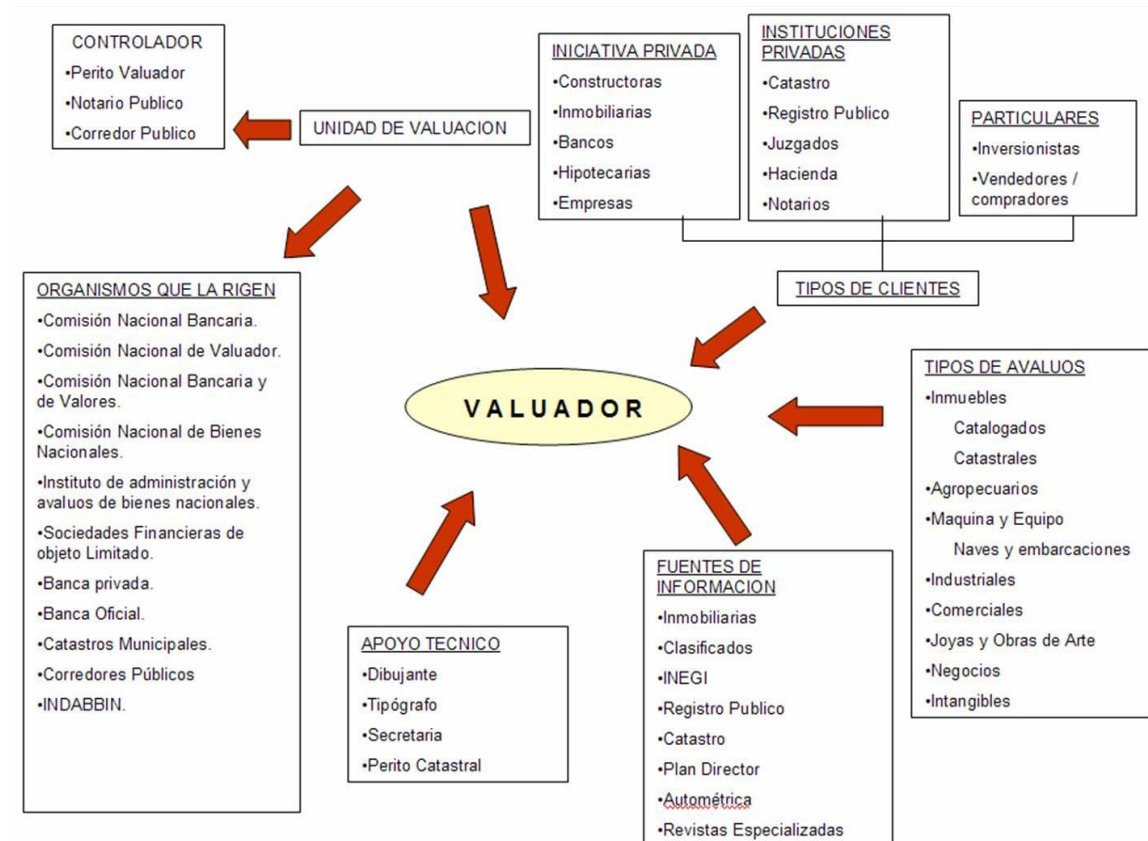 CONTROLADOR
•Perito Valuador
•Notario Publico
•Corredor Publico
UNIDAD DE VALUACION
INICIATIVA PRIVADA
•Constructoras
•Inmobiliarias
•Bancos
•Hipotecarias
•Empresas
INSTITUCIONES
PRIVADAS
•Catastro
•Registro Publico
•Juzgados
•Hacienda
•Notarios
PARTICULARES
•Inversionistas
•Vendedores /
compradores
TIPOS DE CLIENTES
ORGANISMOS QUE LA RIGEN
•Comisión Nacional Bancaria.
•Comisión Nacional de Valuador.
•Comisión Nacional Bancaria y
de Valores.
•Comisión Nacional de Bienes
Nacionales.
•Instituto de administración y
avaluos de bienes nacionales.
•Sociedades Financieras de
objeto Limitado.
•Banca privada.
•Banca Oficial.
•Catastros Municipales.
•Corredores Públicos
•INDABBIN.
VALUADOR
TIPOS DE AVALUOS
•Inmuebles
Catalogados
Catastrales
•Agropecuarios
•Maquina y Equipo
Naves y embarcaciones
•Industriales
•Comerciales
•Joyas y Obras de Arte
•Negocios
•Intangibles
APOYO TECNICO
•Dibujante
•Tipógrafo
•Secretaria
•Perito Catastral
FUENTES DE
INFORMACION
•Inmobiliarias
•Clasificados
•INEGI
•Registro Publico
•Catastro
•Plan Director
•Autométrica
•Revistas Especializadas